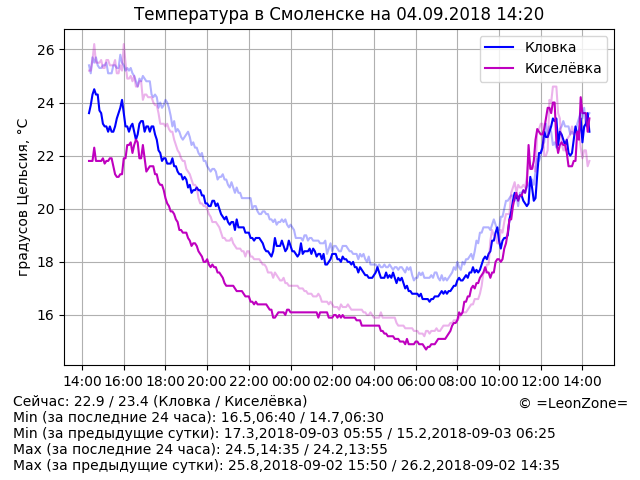 Температура в Смоленске на 04.09.2018 14:20
Кловка
Киселёвка
градусов Цельсия, °C
26
24
22
20
18
16
14:00 16:00 18:00 20:00 22:00 00:00 02:00 04:00 06:00 08:00 10:00 12:00 14:00
Сейчас: 22.9 / 23.4 (Кловка / Киселёвка)
© =LeonZone=
Min (за последние 24 часа): 16.5,06:40 / 14.7,06:30
Min (за предыдущие сутки): 17.3,2018-09-03 05:55 / 15.2,2018-09-03 06:25
Max (за последние 24 часа): 24.5,14:35 / 24.2,13:55
Max (за предыдущие сутки): 25.8,2018-09-02 15:50 / 26.2,2018-09-02 14:35